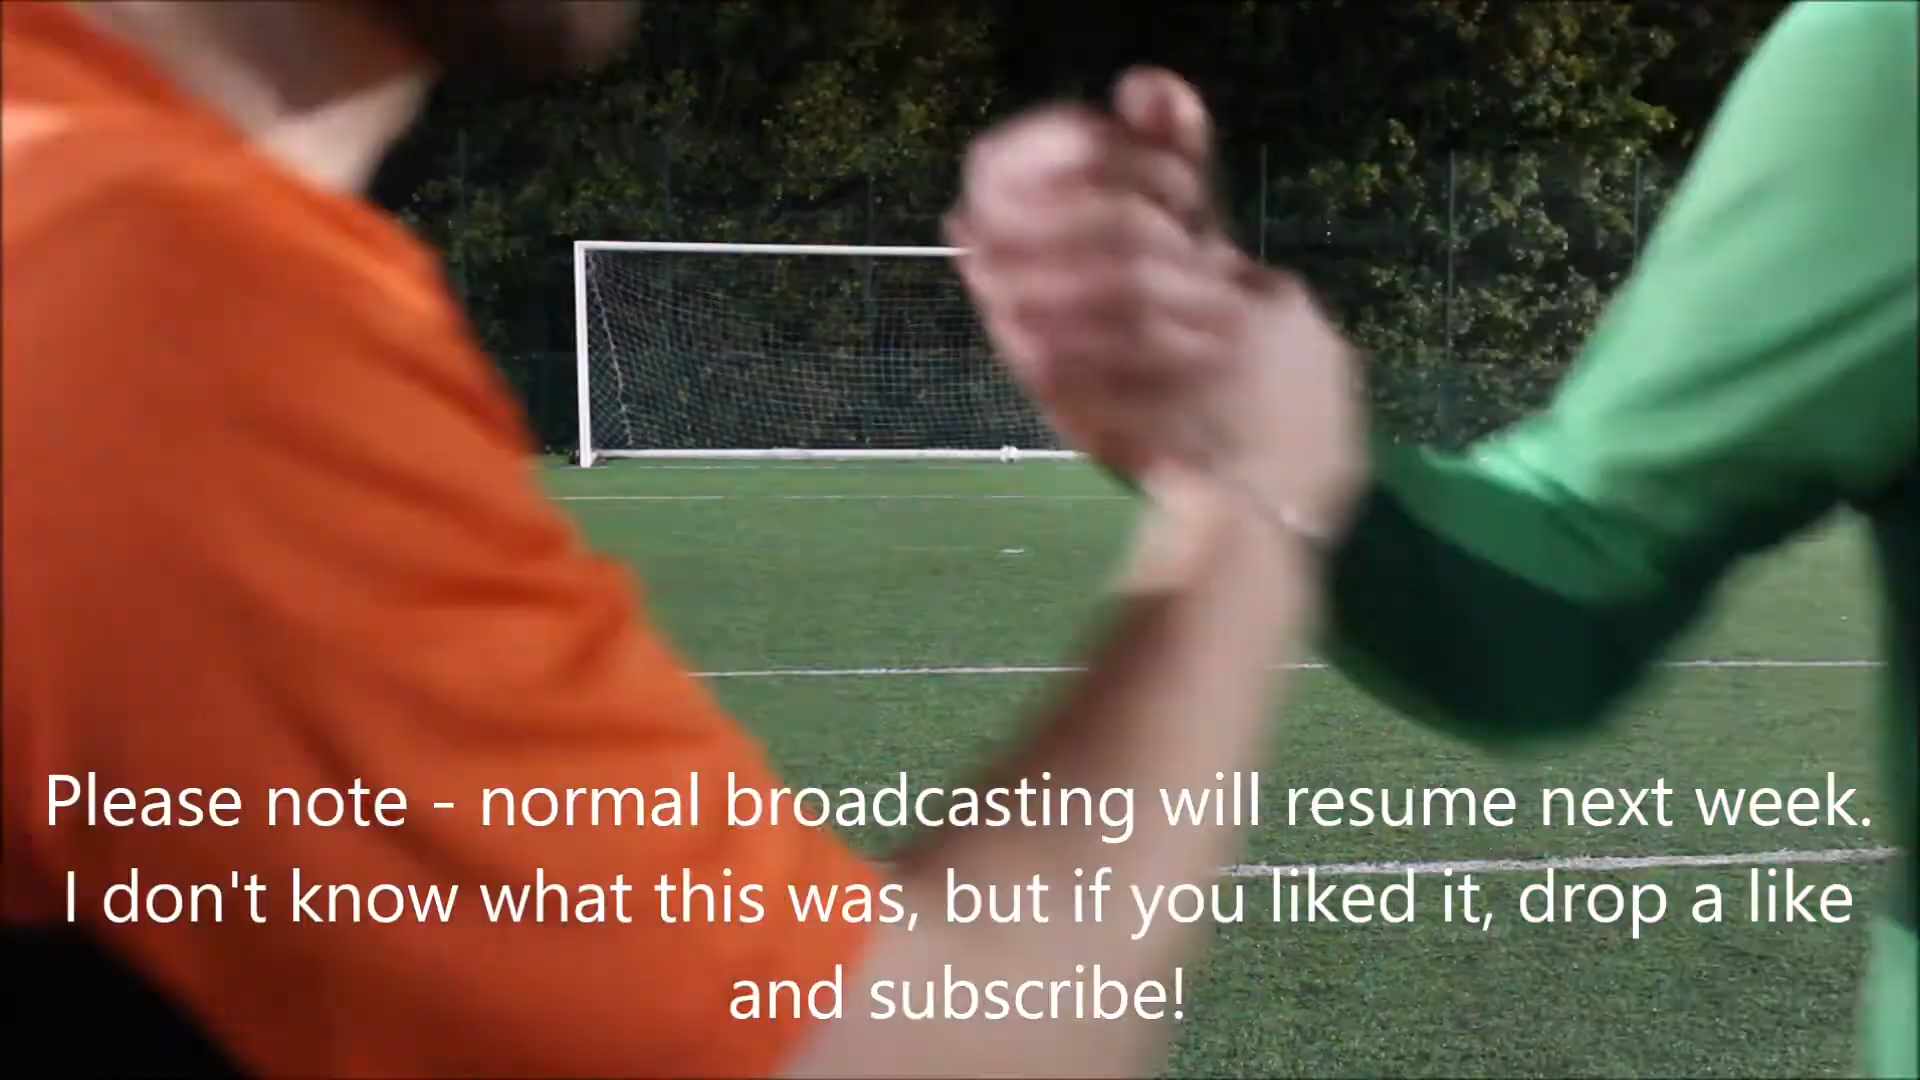 Please note - normal broadcasting will resume next week.
I don't know what this was, but if you liked it, drop a like
and subscribe!